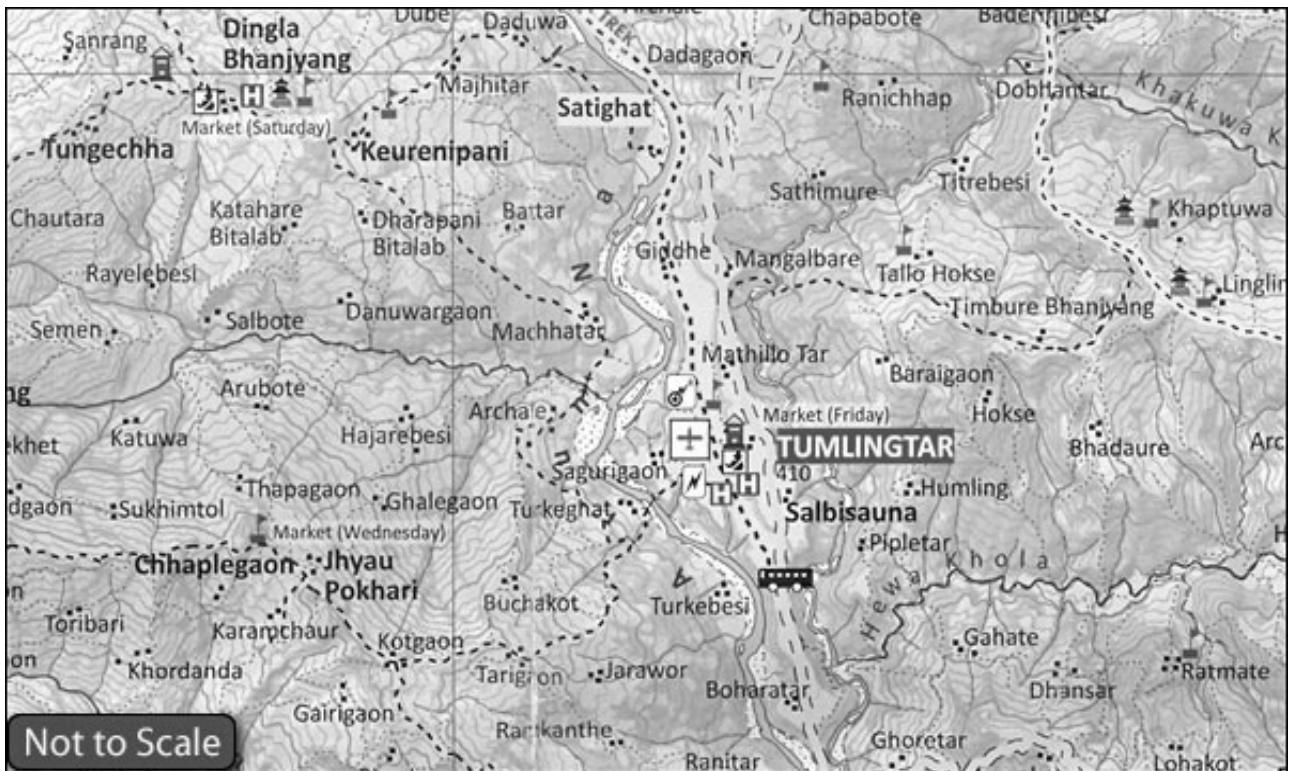 Dube
Daduwa
TREK
Chapabote
Dingla
Bhanjyang
Sanrang
Dadagaon
Majhitar
Satighat
Ranichhap
Dobhantar
Khakuwa K
Market (Saturday)
Tungechha
Keurenipani
Sathimure
Titrebesi
Chautara
Katahare
Bitalab
Dharapani
Bitalab
Battar
Khaptuwa
Giddhe
Mangalbare
Tallo Hokse
Rayelebesi
Timbure Bhanjyang
Semen
Salbote
Danuwargaon
Machhatar
Mathillo Tar
Baraigaon
Arubote
Archale
Market (Friday)
Hokse
Katuwa
Hajarebesi
TUMLINGTAR
410
Bhadaure
Sagurigaon
Thapagaon
Humling
Sukhimtol
Ghalegaon
Turkeghat
Salbisauna
Market (Wednesday)
Pipletar
Chhaplegaon
Jhyau
Pokhari
Hewa Khola
Buchakot
Turkebesi
Toribari
Karamchaur
Kotgaon
Gahate
Khordanda
Jarawor
Ratmate
Boharatar
Dhansar
Gairigaon
Ghoretar
Not to Scale
Ranitar
Lohakot
A r u n
N a